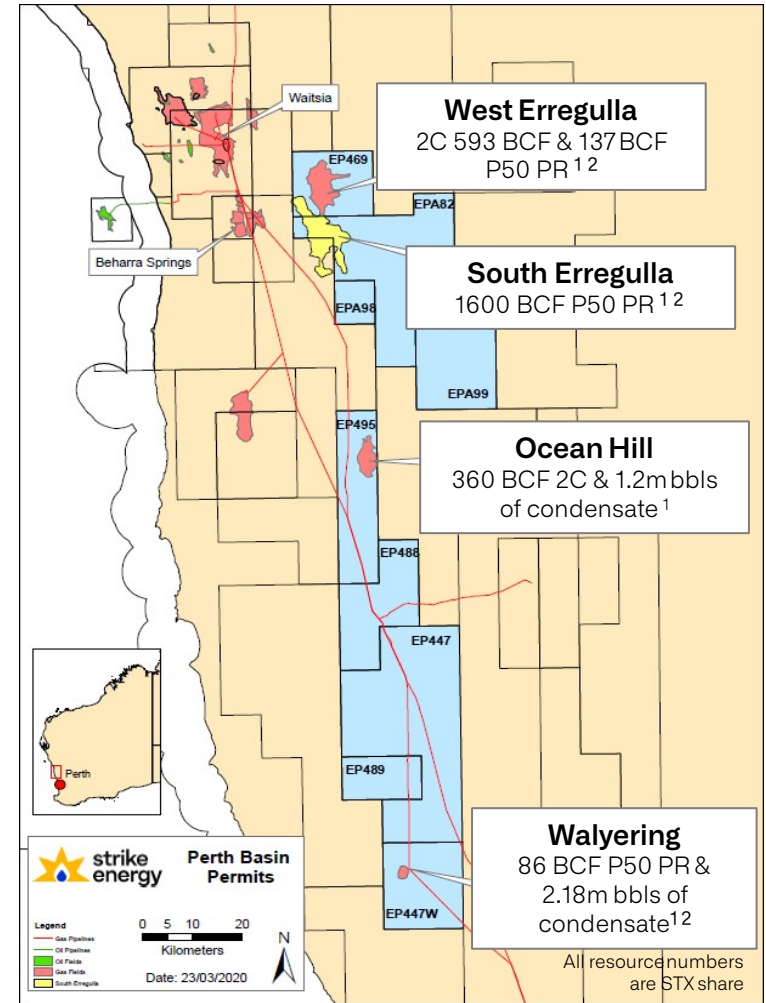 Waitsia
West Erregulla
2C 593 BCF & 137 BCF
P50 PR 1 2
EP469
EPA82
Beharra Springs
South Erregulla
1600 BCF P50 PR 1 2
EPA98
EPA99
EP495
Ocean Hill
360 BCF 2C & 1.2m bbls
of condensate 1
EP488
EP447
Perth
EP489
Walyering
86 BCF P50 PR &
2.18m bbls of
condensate12
EP447W
All resource numbers
are STX share
strike
energy
Perth Basin
Permits
Legend
Gas Pipelines
Oil Pipelines
Oil Fields
Gas Fields
South Erregulla
0 5 10 20
Kilometers
N
Date: 23/03/2020